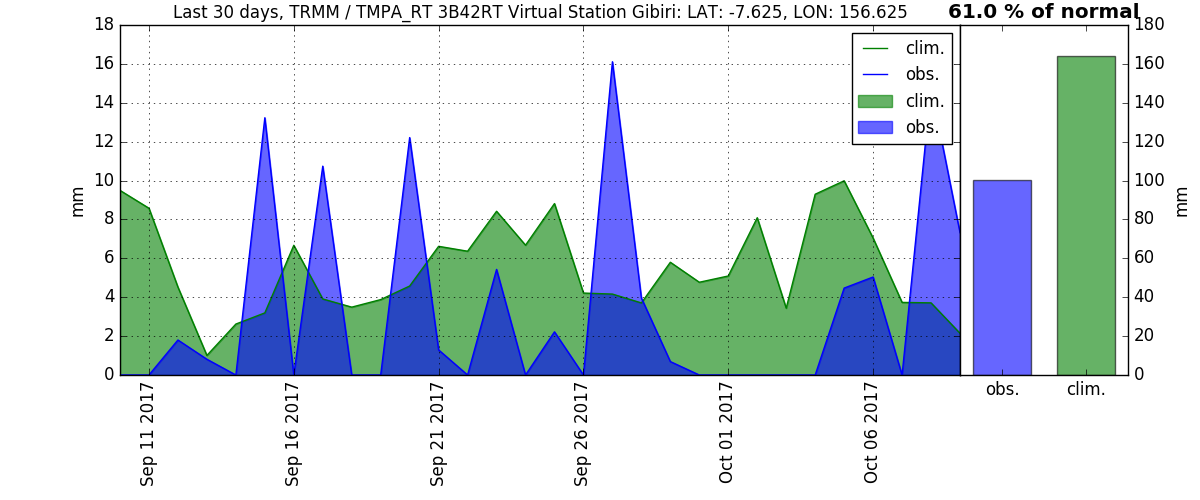 Last 30 days, TRMM / TMPA_RT 3B42RT Virtual Station Gibiri: LAT: -7.625, LON: 156.625
61.0 % of normal
mm
18
16
14
12
10
8
6
4
2
0
clim.
obs.
clim.
obs.
Sep 11 2017
Sep 16 2017
Sep 21 2017
Sep 26 2017
Oct 01 2017
Oct 06 2017
180
160
140
120
100
80
60
40
20
0
mm
obs.
clim.